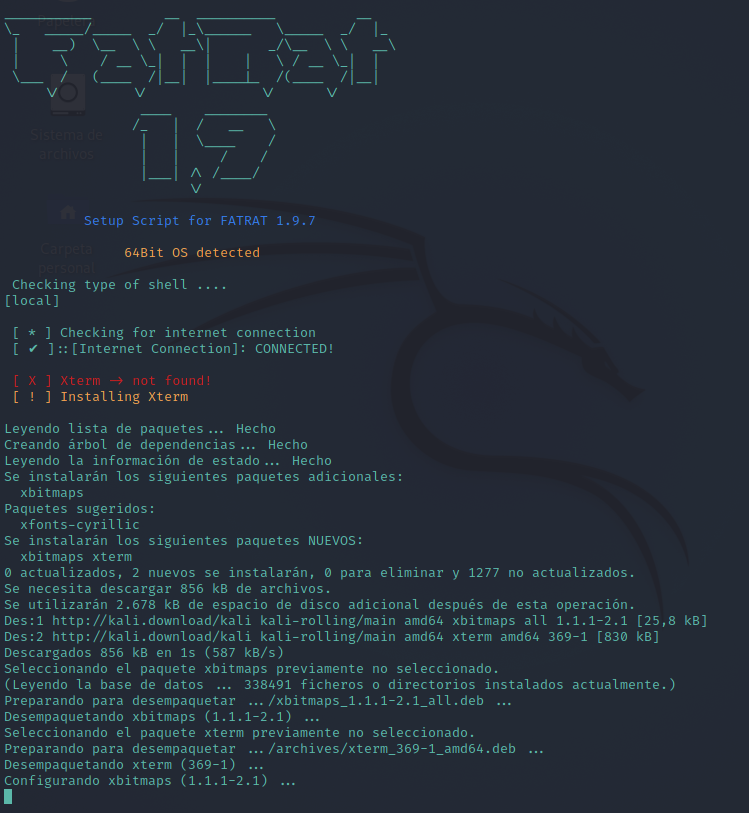 Setup Script for FATRAT 1.9.7
64Bit OS detected
Checking type of shell ....
[local]
[ * ] Checking for internet connection
[ ✔ ]::[Internet Connection]: CONNECTED!
[ X ] Xterm -> not found!
[ ! ] Installing Xterm
Leyendo lista de paquetes... Hecho
Creando árbol de dependencias... Hecho
Leyendo la información de estado... Hecho
Se instalarán los siguientes paquetes adicionales:
xbitmaps
Paquetes sugeridos:
xfonts-cyrillic
Se instalarán los siguientes paquetes NUEVOS:
xbitmaps xterm
0 actualizados, 2 nuevos se instalarán, 0 para eliminar y 1277 no actualizados.
Se necesita descargar 856 kB de archivos.
Se utilizarán 2.678 kB de espacio de disco adicional después de esta operación.
Des:1 http://kali.download/kali kali-rolling/main amd64 xbitmaps all 1.1.1-2.1 [25,8 kB]
Des:2 http://kali.download/kali kali-rolling/main amd64 xterm amd64 369-1 [830 kB]
Descargados 856 kB en 1s (587 kB/s)
Seleccionando el paquete xbitmaps previamente no seleccionado.
(Leyendo la base de datos ... 338491 ficheros o directorios instalados actualmente.)
Preparando para desempaquetar .../xbitmaps_1.1.1-2.1_all.deb ...
Desempaquetando xbitmaps (1.1.1-2.1) ...
Seleccionando el paquete xterm previamente no seleccionado.
Preparando para desempaquetar .../archives/xterm_369-1_amd64.deb ...
Desempaquetando xterm (369-1) ...
Configurando xbitmaps (1.1.1-2.1) ...
Sistema de
archivos
Carpeta
personal